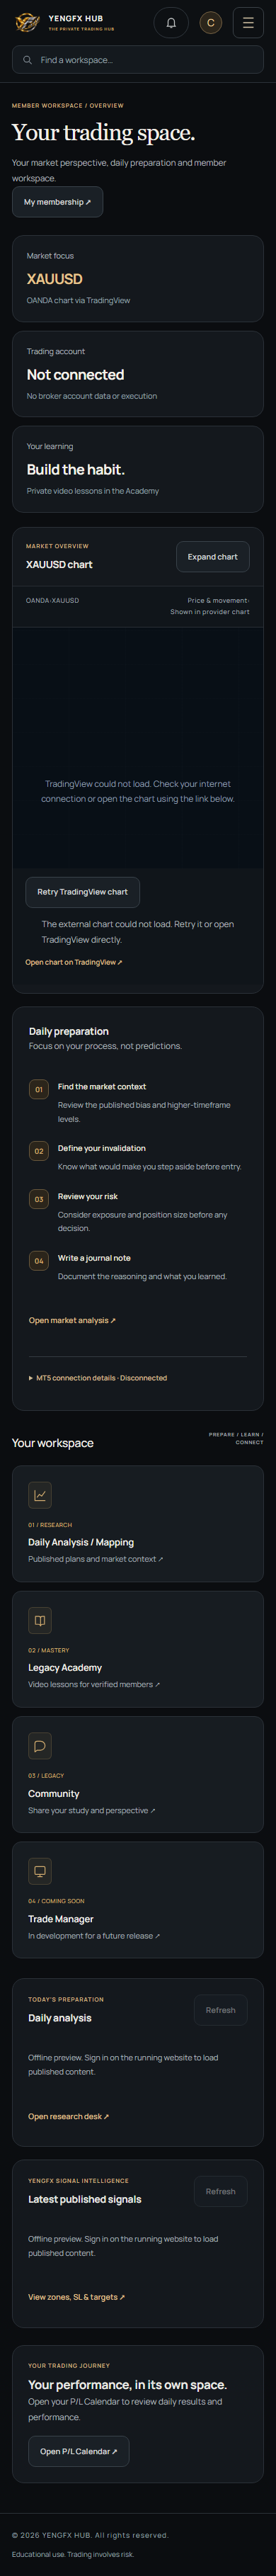 YENGFX HUB
THE PRIVATE TRADING HUB
C
Find a workspace...
MEMBER WORKSPACE / OVERVIEW
Your trading space.
Your market perspective, daily preparation and member
workspace.
My membership ↗
Market focus
XAUUSD
OANDA chart via TradingView
Trading account
Not connected
No broker account data or execution
Your learning
Build the habit.
Private video lessons in the Academy
MARKET OVERVIEW
XAUUSD chart
Expand chart
OANDA:XAUUSD
Price & movement:
Shown in provider chart
TradingView could not load. Check your internet
connection or open the chart using the link below.
Retry TradingView chart
The external chart could not load. Retry it or open
TradingView directly.
Open chart on TradingView ↗
Daily preparation
Focus on your process, not predictions.
01
Find the market context
Review the published bias and higher-timeframe
levels.
02
Define your invalidation
Know what would make you step aside before entry.
03
Review your risk
Consider exposure and position size before any
decision.
04
Write a journal note
Document the reasoning and what you learned.
Open market analysis ↗
▶ MT5 connection details · Disconnected
Your workspace
PREPARE / LEARN /
CONNECT
01 / RESEARCH
Daily Analysis / Mapping
Published plans and market context ↗
02 / MASTERY
Legacy Academy
Video lessons for verified members ↗
03 / LEGACY
Community
Share your study and perspective ↗
04 / COMING SOON
Trade Manager
In development for a future release ↗
TODAY'S PREPARATION
Daily analysis
Refresh
Offline preview. Sign in on the running website to load
published content.
Open research desk ↗
YENGFX SIGNAL INTELLIGENCE
Latest published signals
Refresh
Offline preview. Sign in on the running website to load
published content.
View zones, SL & targets ↗
YOUR TRADING JOURNEY
Your performance, in its own space.
Open your P/L Calendar to review daily results and
performance.
Open P/L Calendar ↗
© 2026 YENGFX HUB. All rights reserved.
Educational use. Trading involves risk.